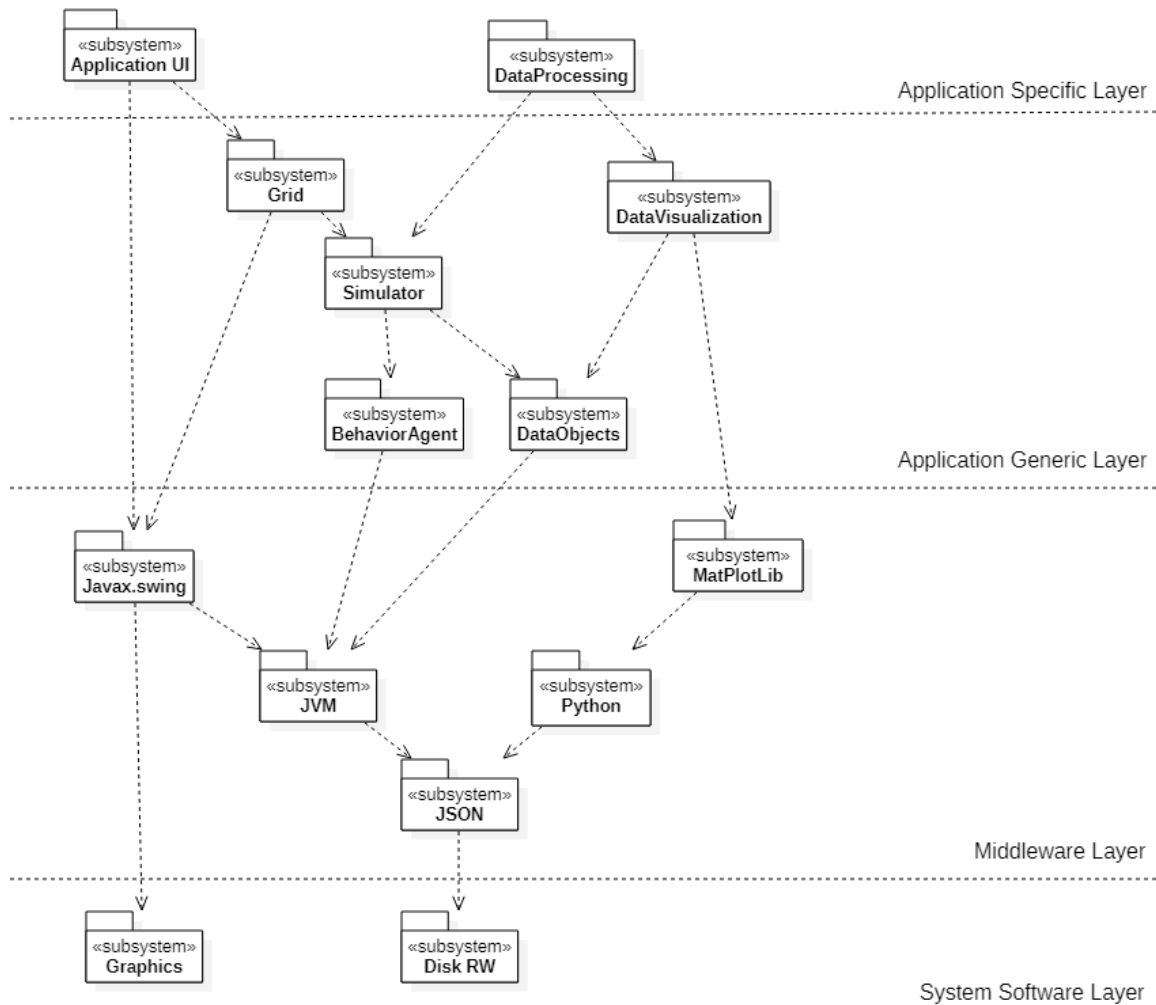 «subsystem»
Application UI
«subsystem»
DataProcessing
Application Specific Layer
«subsystem»
Grid
«subsystem»
DataVisualization
«subsystem»
Simulator
«subsystem»
BehaviorAgent
«subsystem»
DataObjects
Application Generic Layer
«subsystem»
Javax.swing
«subsystem»
MatPlotLib
«subsystem»
JVM
«subsystem»
Python
«subsystem»
JSON
Middleware Layer
«subsystem»
Graphics
«subsystem»
Disk RW
System Software Layer